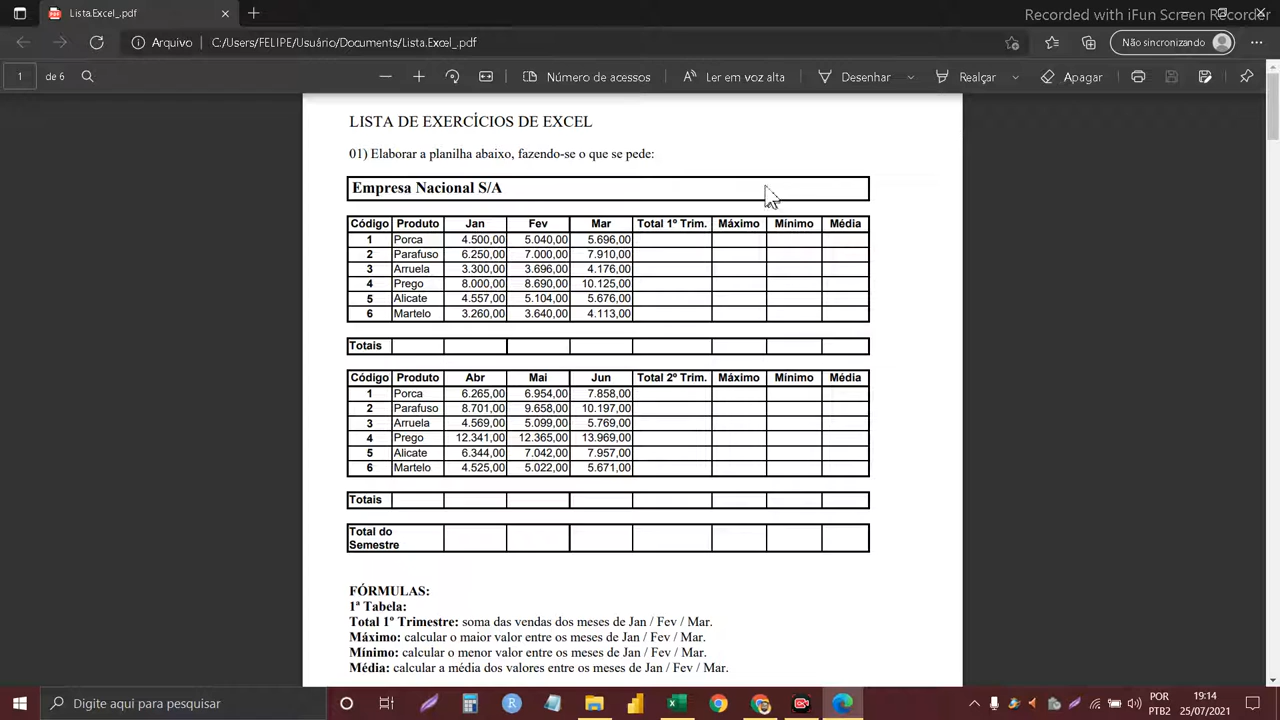 Lista.Excel_.pdf
Recorded with iFun Screen Recorder
Arquivo C:/Users/FELIPE/Usuário/Documents/Lista.Excel_.pdf Não sincronizando
1 de 6 Número de acessos Ler em voz alta Desenhar Realçar Apagar
LISTA DE EXERCÍCIOS DE EXCEL
01) Elaborar a planilha abaixo, fazendo-se o que se pede:
Empresa Nacional S/A
Código Produto Jan Fev Mar Total 1º Trim. Máximo Mínimo Média
1 Porca 4.500,00 5.040,00 5.696,00
2 Parafuso 6.250,00 7.000,00 7.910,00
3 Arruela 3.300,00 3.696,00 4.176,00
4 Prego 8.000,00 8.690,00 10.125,00
5 Alicate 4.557,00 5.104,00 5.676,00
6 Martelo 3.260,00 3.640,00 4.113,00
Totais
Código Produto Abr Mai Jun Total 2º Trim. Máximo Mínimo Média
1 Porca 6.265,00 6.954,00 7.858,00
2 Parafuso 8.701,00 9.658,00 10.197,00
3 Arruela 4.569,00 5.099,00 5.769,00
4 Prego 12.341,00 12.365,00 13.969,00
5 Alicate 6.344,00 7.042,00 7.957,00
6 Martelo 4.525,00 5.022,00 5.671,00
Totais
Total do
Semestre
FÓRMULAS:
1ª Tabela:
Total 1º Trimestre: soma das vendas dos meses de Jan / Fev / Mar.
Máximo: calcular o maior valor entre os meses de Jan / Fev / Mar.
Mínimo: calcular o menor valor entre os meses de Jan / Fev / Mar.
Média: calcular a média dos valores entre os meses de Jan / Fev / Mar.
Digite aqui para pesquisar
POR 19:14
PTB2 25/07/2021